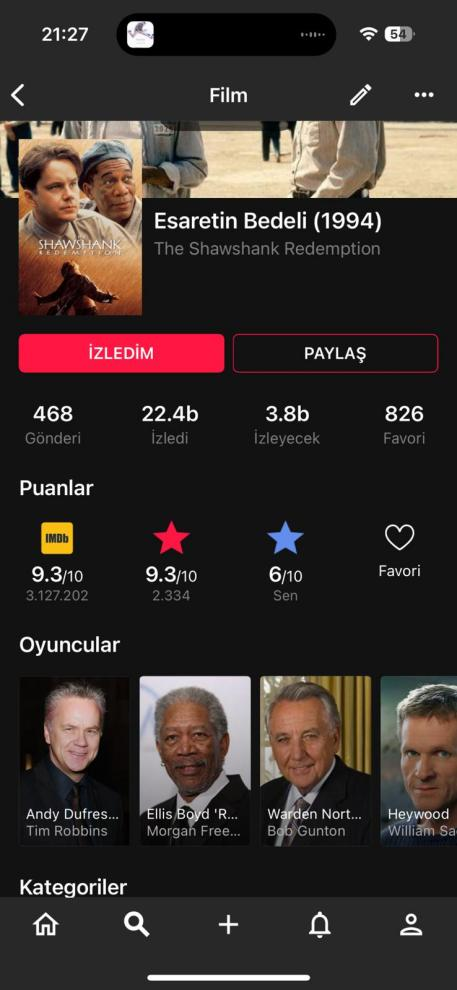 21:27
54
Film
THE
SHAWSHANK
REDEMPTION
Esaretin Bedeli (1994)
The Shawshank Redemption
İZLEDİM
PAYLAŞ
468
Gönderi
22.4b
İzledi
3.8b
İzleyecek
826
Favori
Puanlar
IMDb
9.3/10
3.127.202
9.3/10
2.334
6/10
Sen
Favori
Oyuncular
Andy Dufres...
Tim Robbins
Ellis Boyd 'R...
Morgan Free...
Warden Nort...
Bob Gunton
Heywood
William Sa
Kategoriler